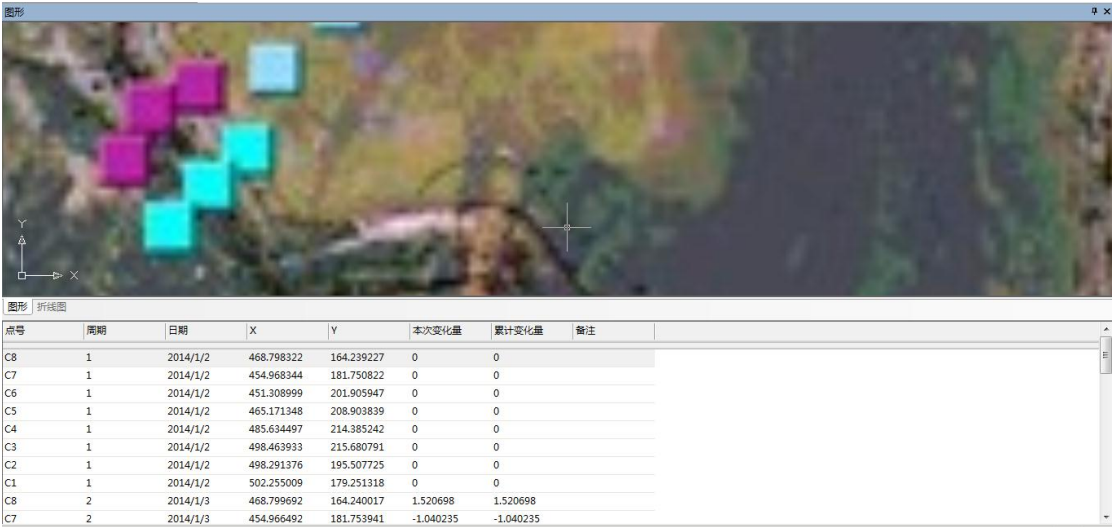 图形
Y
X
图形 折线图
点号 周期 日期 X Y 本次变化量 累计变化量 备注
C8 1 2014/1/2 468.798322 164.239227 0 0
C7 1 2014/1/2 454.968344 181.750822 0 0
C6 1 2014/1/2 451.308999 201.905947 0 0
C5 1 2014/1/2 465.171348 208.903839 0 0
C4 1 2014/1/2 485.634497 214.385242 0 0
C3 1 2014/1/2 498.463933 215.680791 0 0
C2 1 2014/1/2 498.291376 195.507725 0 0
C1 1 2014/1/2 502.255009 179.251318 0 0
C8 2 2014/1/3 468.799692 164.240017 1.520698 1.520698
C7 2 2014/1/3 454.966492 181.753941 -1.040235 -1.040235